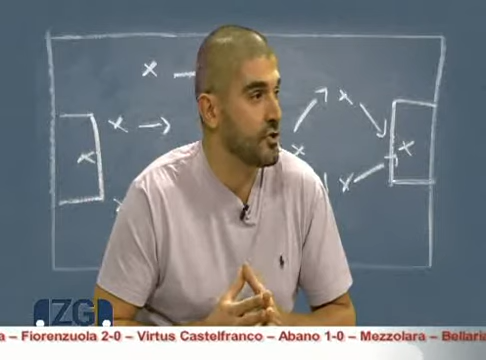 x
x
x
x
x
x
x
ZG
a – Fiorenzuola 2-0 – Virtus Castelfranco – Abano 1-0 – Mezzolara – Bellaria